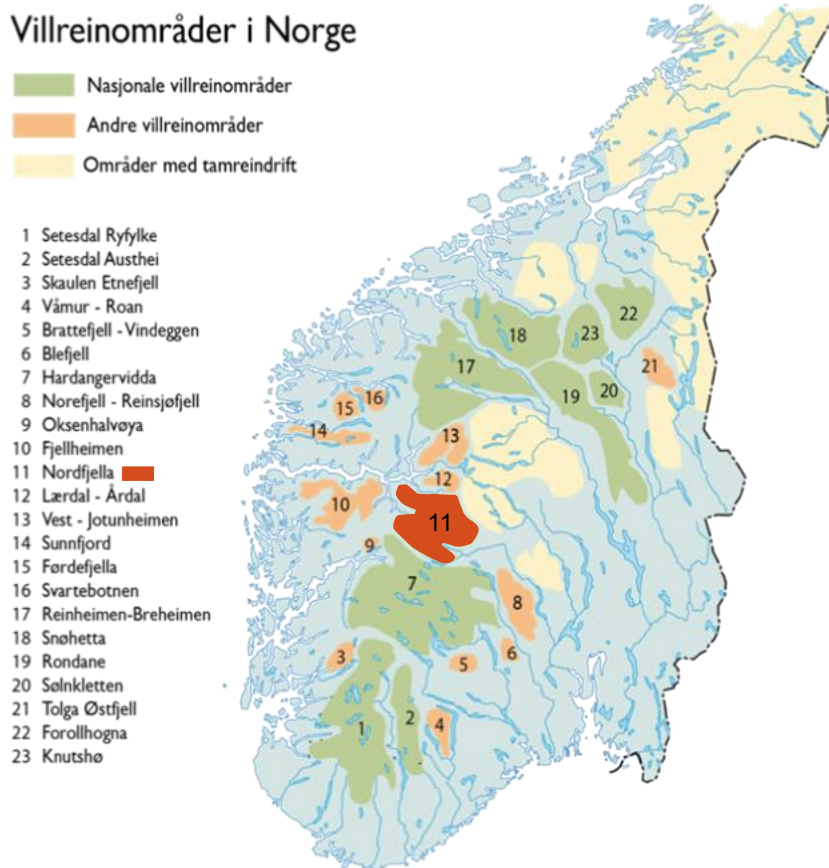 Villreinområder i Norge
Nasjonale villreinområder
Andre villreinområder
Områder med tamreindrift
1 Setesdal Ryfylke
2 Setesdal Austhei
3 Skaulen Etnefjell
4 Våmur - Roan
5 Brattefjell - Vindeggen
6 Blefjell
7 Hardangervidda
8 Norefjell - Reinsjøfjell
9 Oksenhalvøya
10 Fjellheimen
11 Nordfjella
12 Lærdal - Årdal
13 Vest - Jotunheimen
14 Sunnfjord
15 Førdefjella
16 Svartebotnen
17 Reinheimen-Breheimen
18 Snøhetta
19 Rondane
20 Sølnkletten
21 Tolga Østfjell
22 Forollhogna
23 Knutshø
22
18
23
17
21
19
20
16
15
14
13
12
10
11
9
7
8
6
3
5
2
4
1